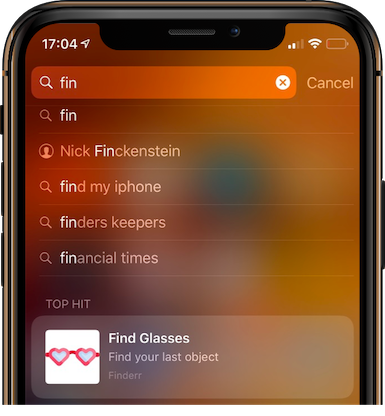 17:04
fin
Cancel
fin
Nick Finckenstein
find my iphone
finders keepers
financial times
TOP HIT
Find Glasses
Find your last object
Finderr